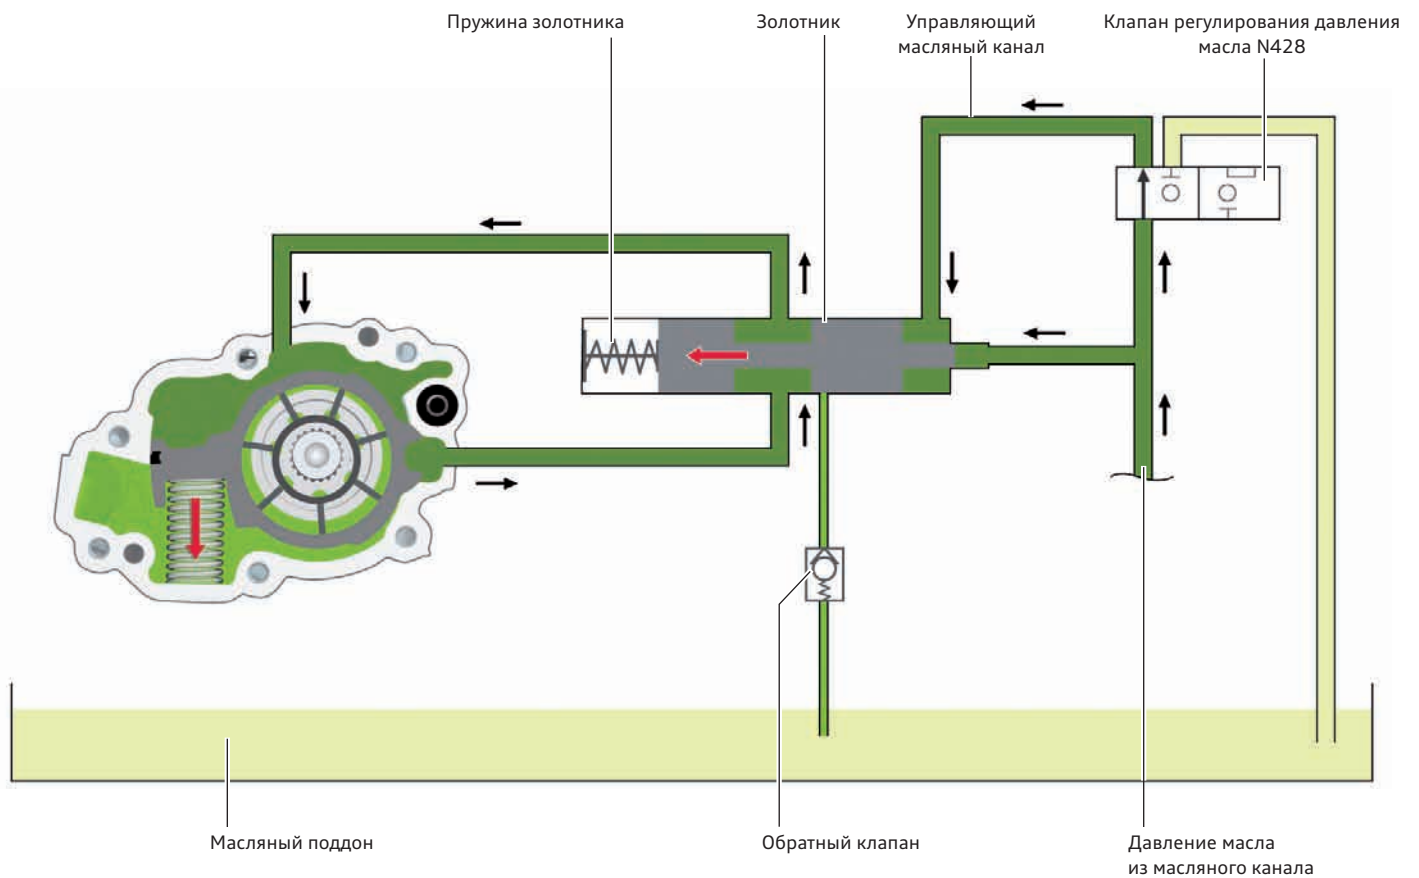 Пружина золотника
Золотник
Управляющий
масляный канал
Клапан регулирования давления
масла N428
Масляный поддон
Обратный клапан
Давление масла
из масляного канала